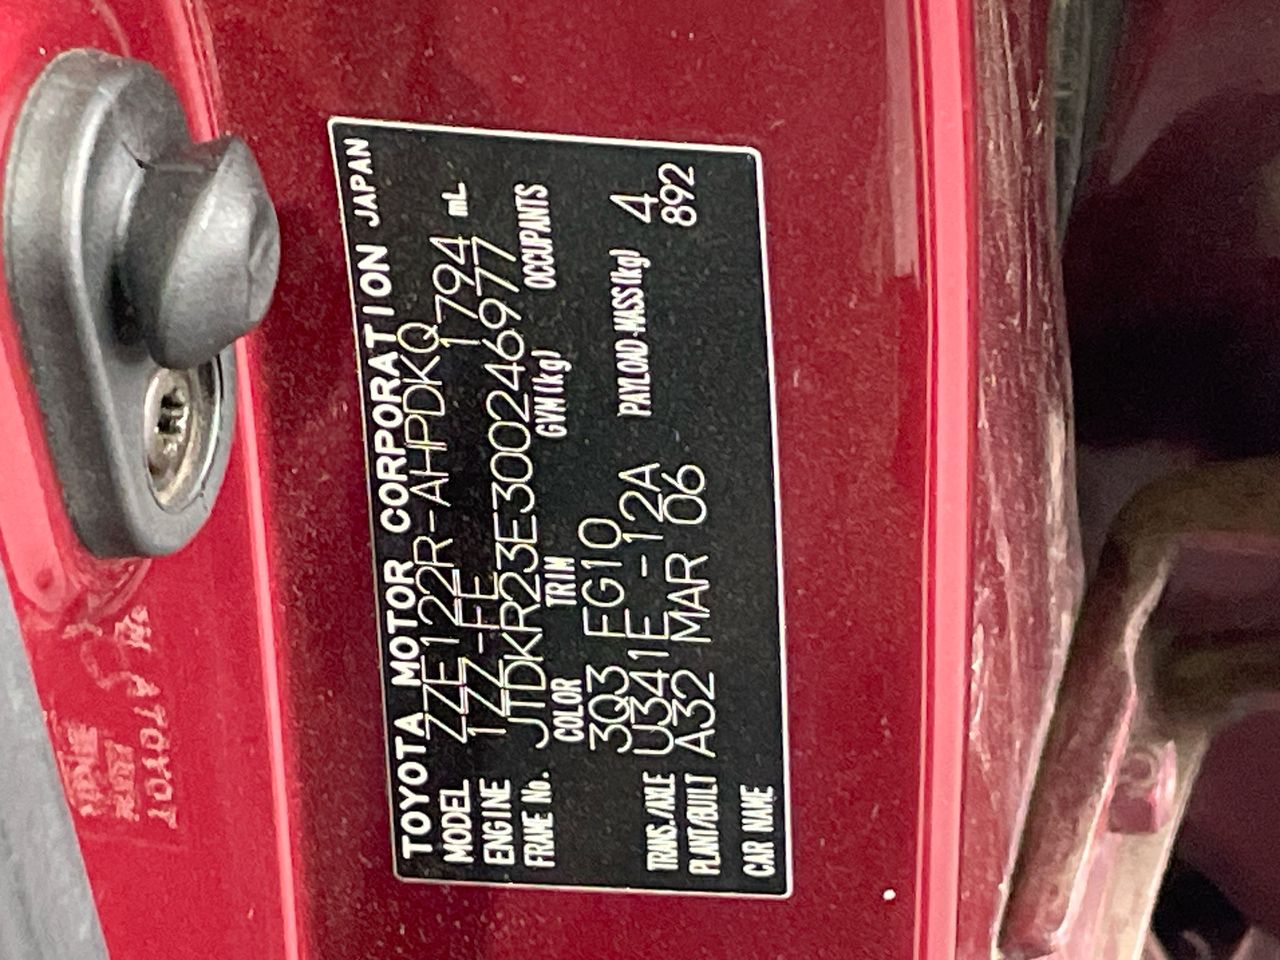 TOYOTA MOTOR CORPORATION JAPAN
MODEL ZZE122R-AHPDKQ
ENGINE 1ZZ-FE 1794 mL
FRAME No. JTDKR23E300246977
COLOR TRIM GVM(kg) OCCUPANTS
3Q3 FG10 4
TRANS./AXLE U341E -12A PAYLOAD-MASS(kg) 892
PLANT/BUILT A32 MAR 06
CAR NAME